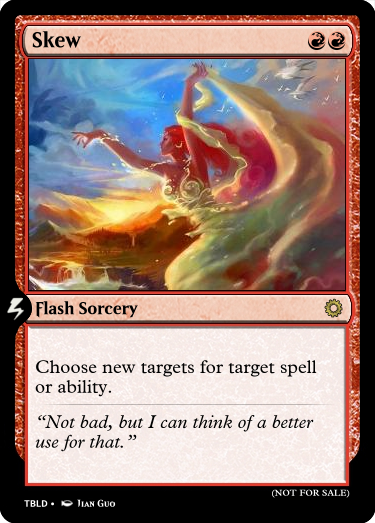 Skew
Flash Sorcery
Choose new targets for target spell
or ability.
"Not bad, but I can think of a better
use for that."
(NOT FOR SALE)
TBLD • Jian Guo